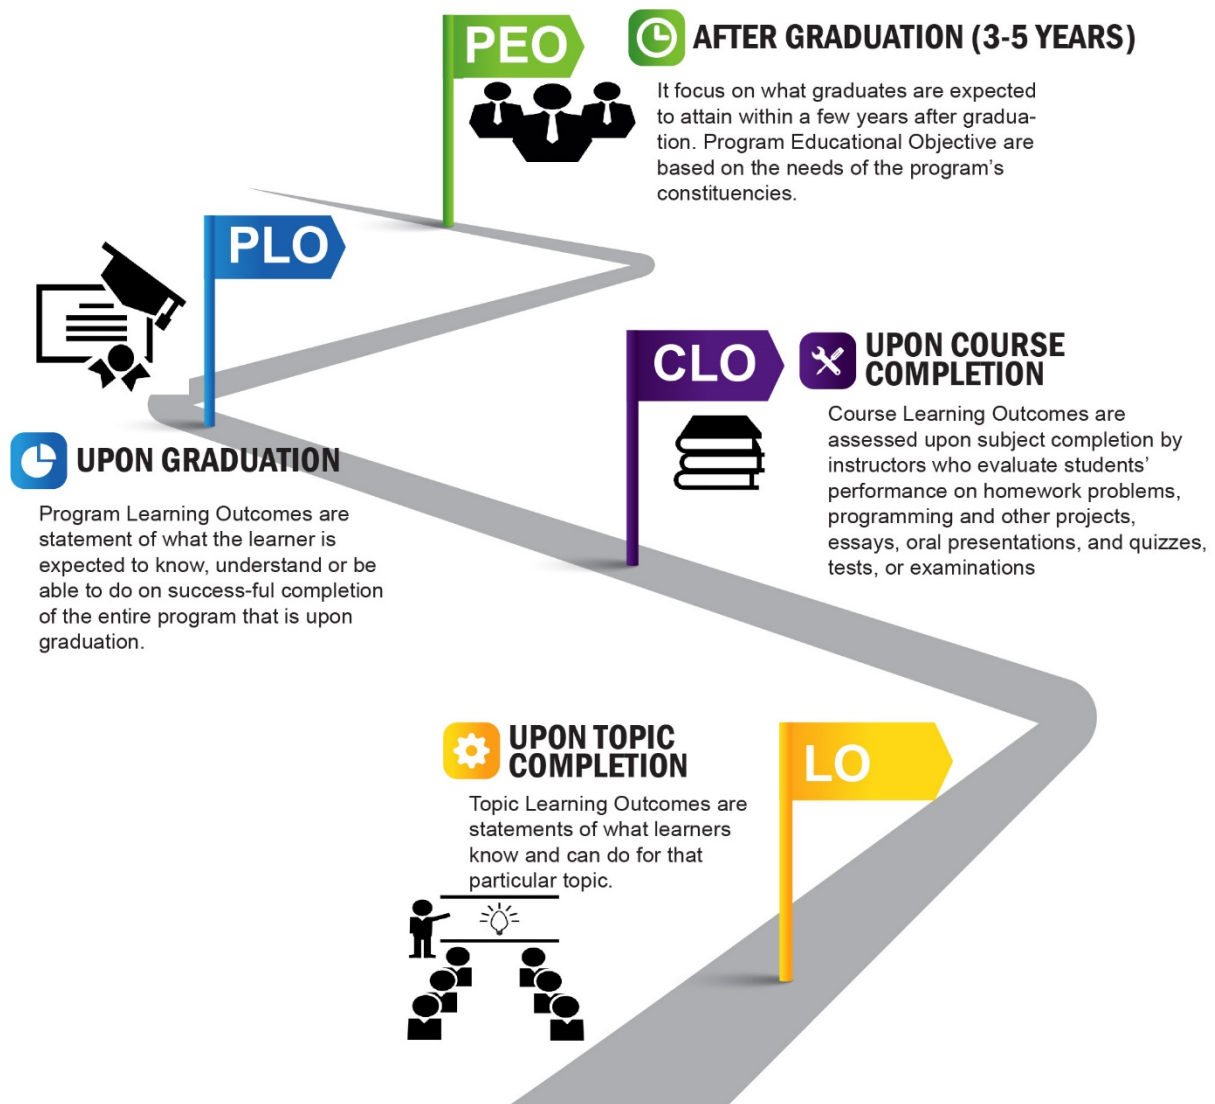 PEO
AFTER GRADUATION (3-5 YEARS)
It focus on what graduates are expected
to attain within a few years after gradua-
tion. Program Educational Objective are
based on the needs of the program’s
constituencies.
PLO
UPON GRADUATION
Program Learning Outcomes are
statement of what the learner is
expected to know, understand or be
able to do on success-ful completion
of the entire program that is upon
graduation.
CLO
UPON COURSE
COMPLETION
Course Learning Outcomes are
assessed upon subject completion by
instructors who evaluate students’
performance on homework problems,
programming and other projects,
essays, oral presentations, and quizzes,
tests, or examinations
UPON TOPIC
COMPLETION
Topic Learning Outcomes are
statements of what learners
know and can do for that
particular topic.
LO